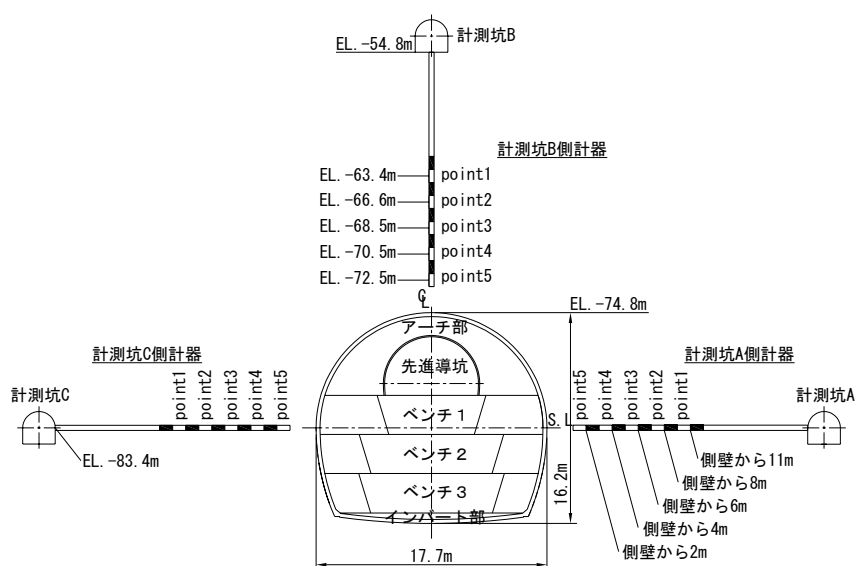 計測坑B
EL.-54.8m
計測坑B側計器
EL.-63.4m
point1
EL.-66.6m
point2
EL.-68.5m
point3
EL.-70.5m
point4
EL.-72.5m
point5
CL
EL.-74.8m
アーチ部
先進導坑
ベンチ1
ベンチ2
ベンチ3
インバート部
S.L
16.2m
17.7m
計測坑C側計器
計測坑C
point1
point2
point3
point4
point5
EL.-83.4m
計測坑A側計器
計測坑A
point5
point4
point3
point2
point1
側壁から11m
側壁から8m
側壁から6m
側壁から4m
側壁から2m